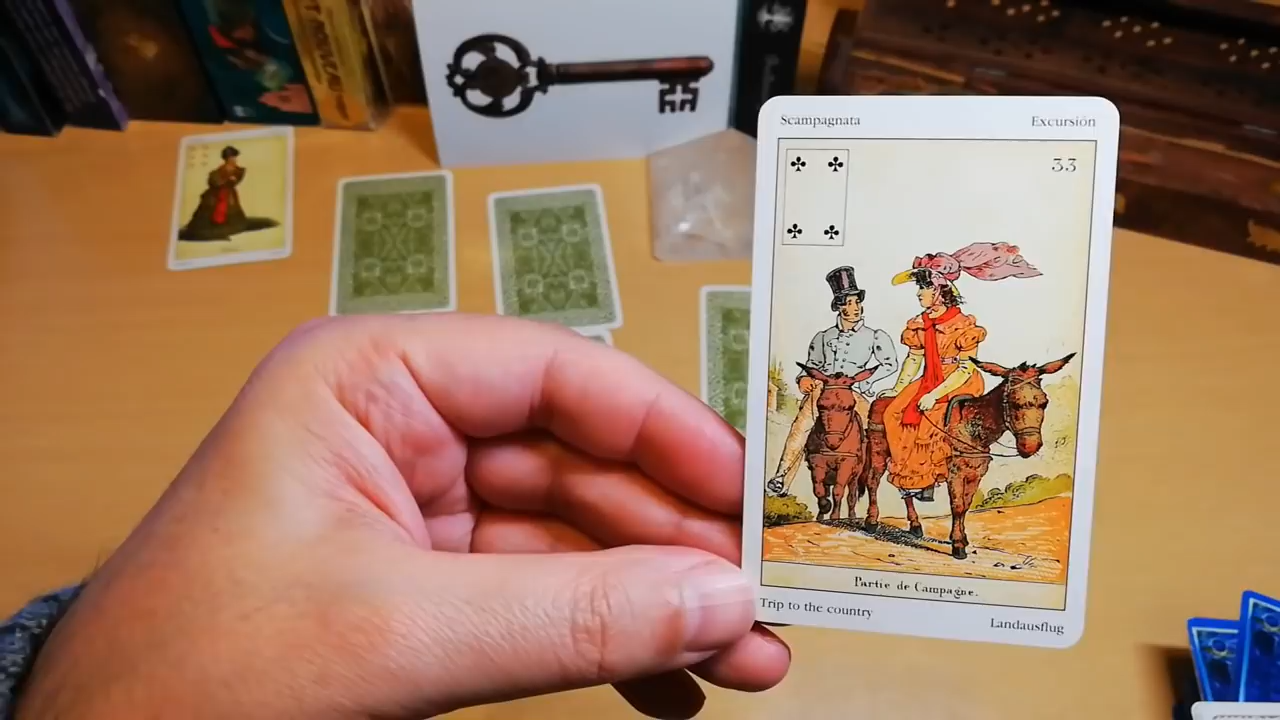 Scampagnata
Excursión
33
Partie de Campagne.
Trip to the country
Landausflug